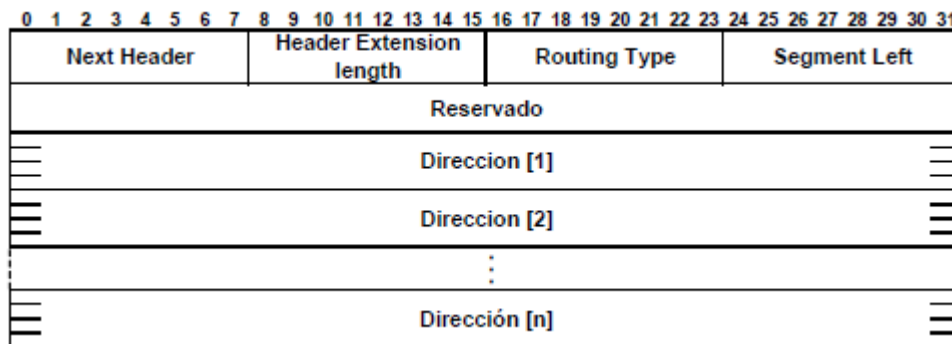 0 1 2 3 4 5 6 7 8 9 10 11 12 13 14 15 16 17 18 19 20 21 22 23 24 25 26 27 28 29 30 31
Next Header Header Extension length Routing Type Segment Left
Reservado
Direccion [1]
Direccion [2]
⋮
Dirección [n]